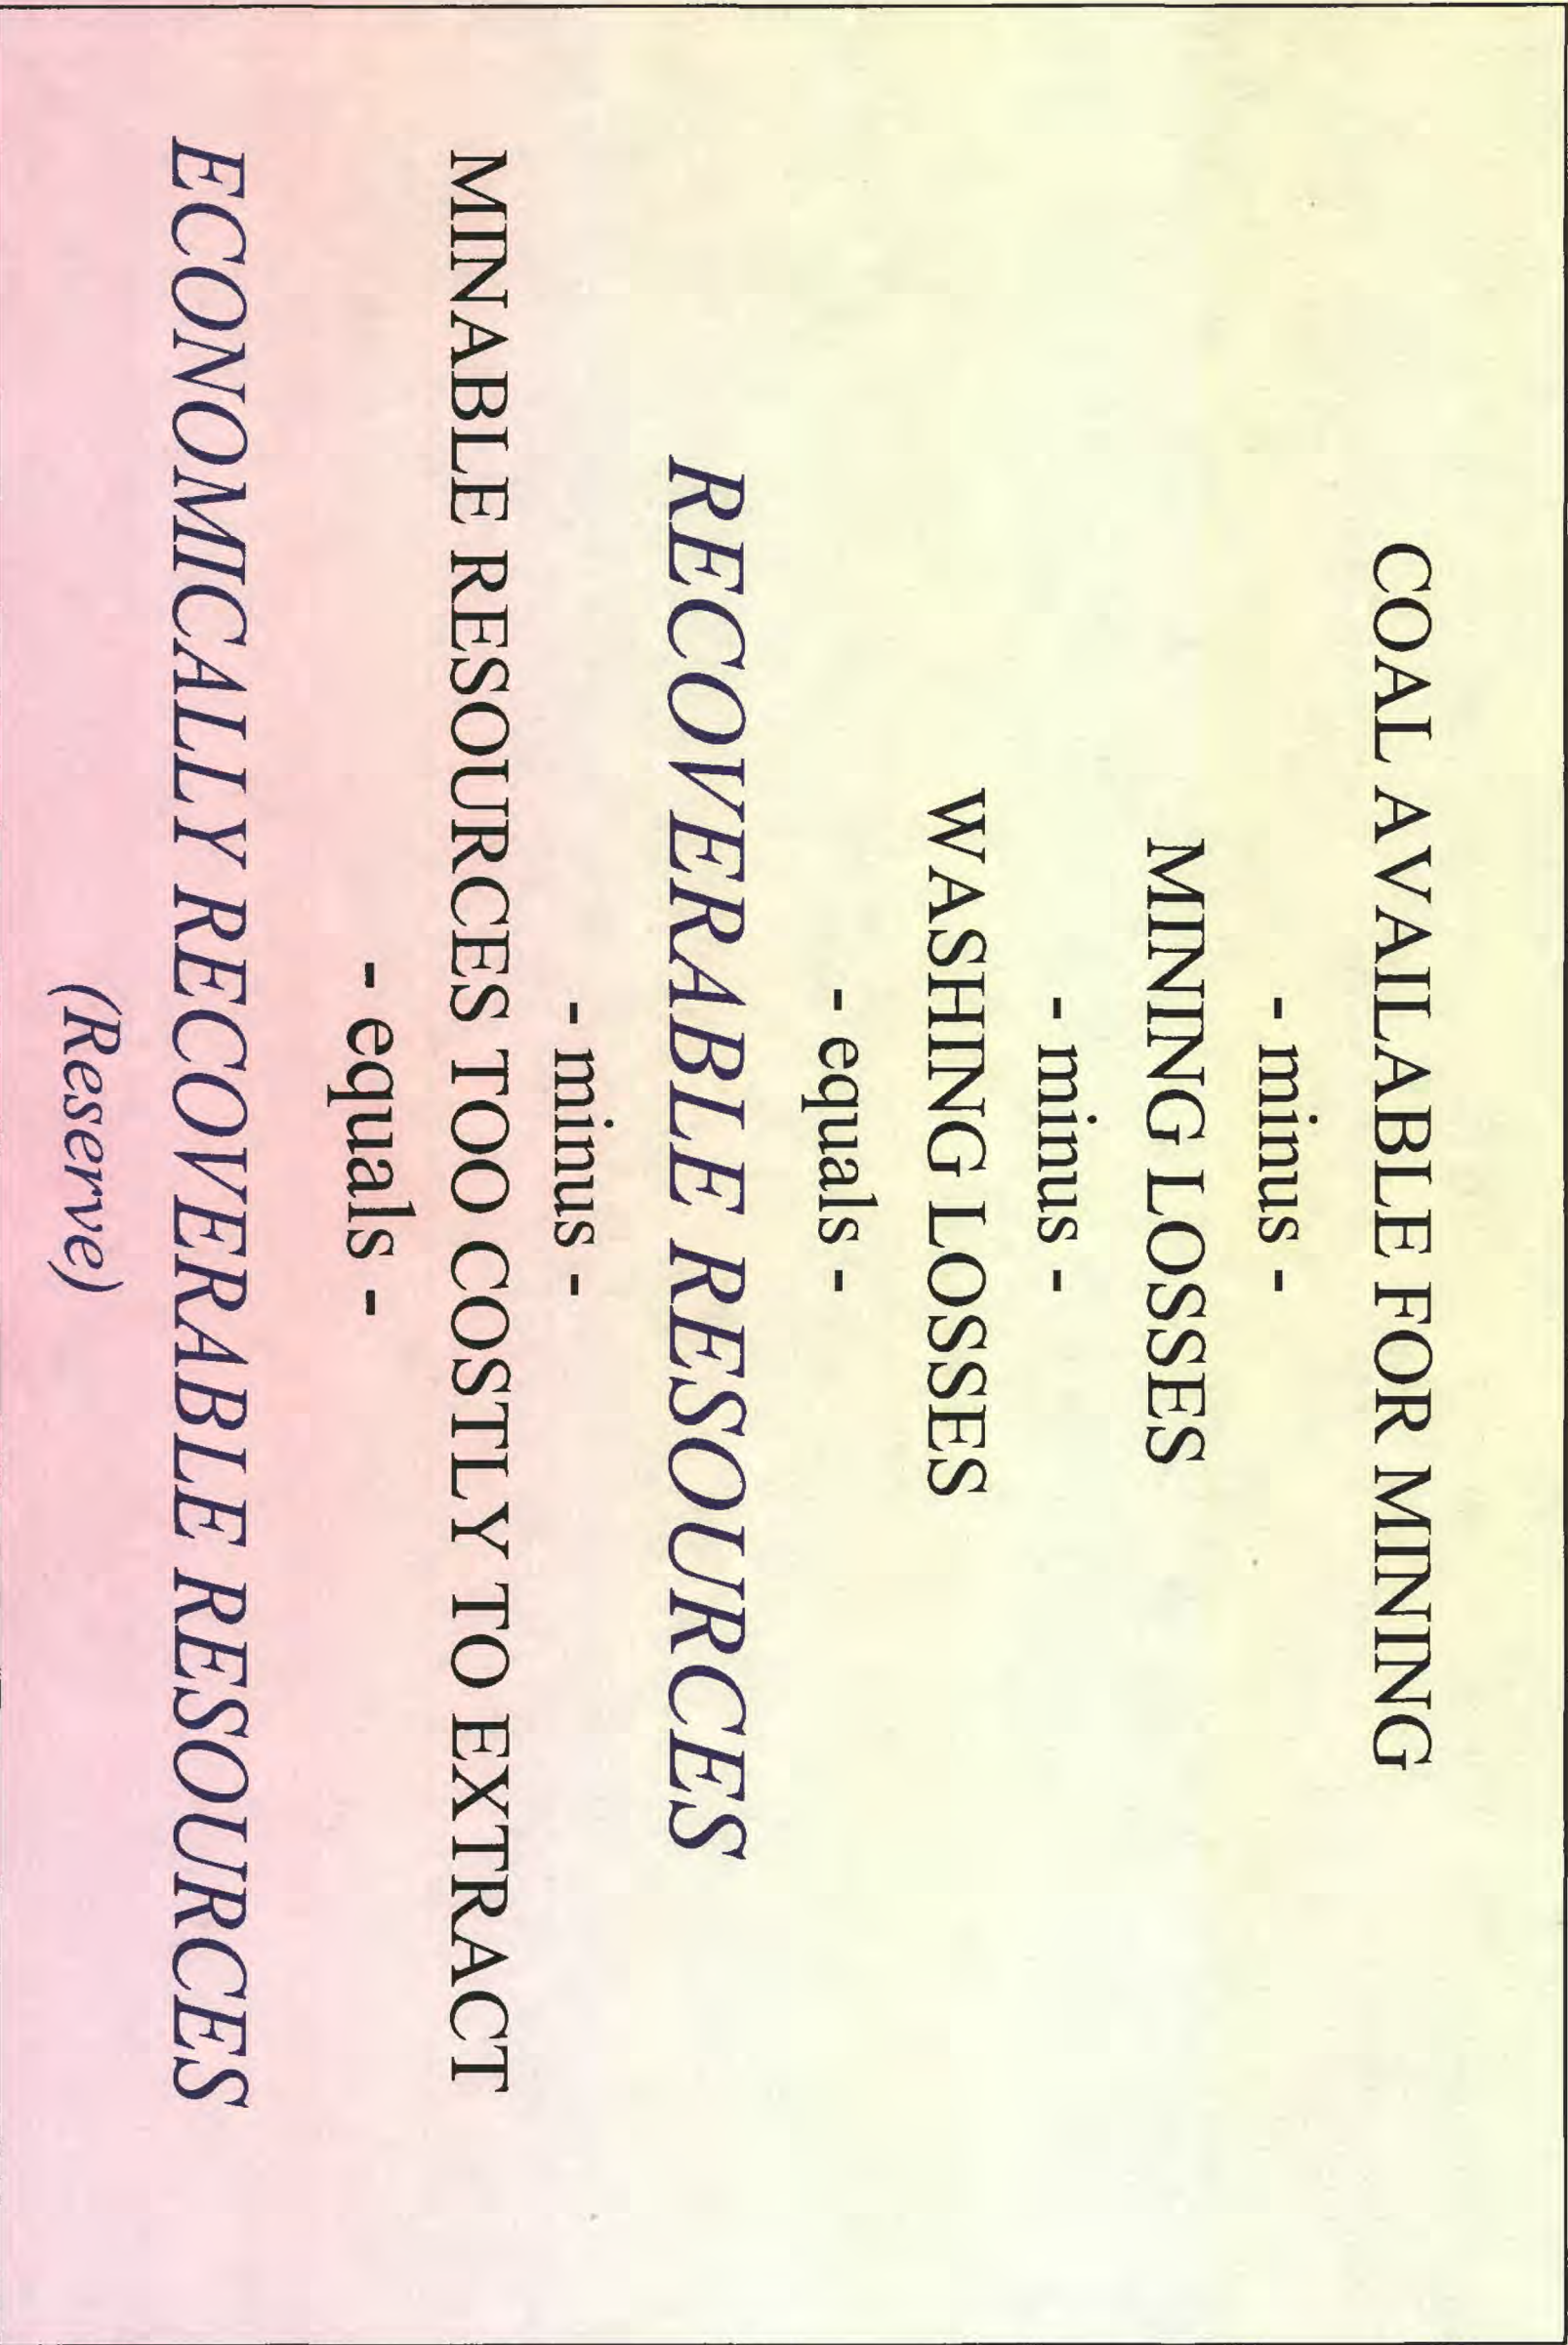 COAL AVAILABLE FOR MINING
- minus -
MINING LOSSES
- minus -
WASHING LOSSES
- equals -
RECOVERABLE RESOURCES
- minus -
MINABLE RESOURCES TOO COSTLY TO EXTRACT
- equals -
ECONOMICALLY RECOVERABLE RESOURCES
(Reserve)